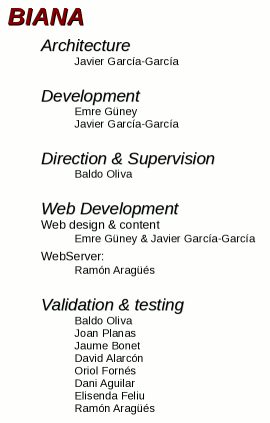 BIANA
Architecture
Javier García-García
Development
Emre Güney
Javier García-García
Direction & Supervision
Baldo Oliva
Web Development
Web design & content
Emre Güney & Javier García-García
WebServer:
Ramón Aragüés
Validation & testing
Baldo Oliva
Joan Planas
Jaume Bonet
David Alarcón
Oriol Fornés
Dani Aguilar
Elisenda Feliu
Ramón Aragüés